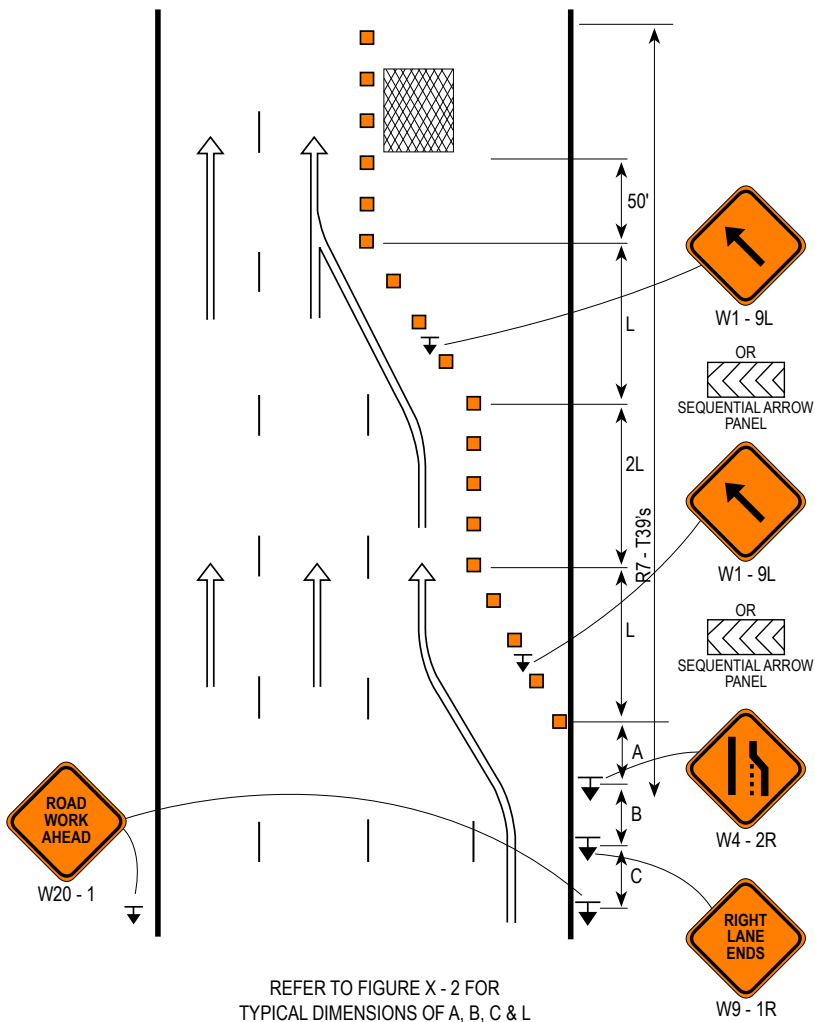 50'
L
W1 - 9L
OR
SEQUENTIAL ARROW
PANEL
2L
R7 - T39's
W1 - 9L
L
OR
SEQUENTIAL ARROW
PANEL
A
W4 - 2R
B
ROAD
WORK
AHEAD
W20 - 1
C
RIGHT
LANE
ENDS
W9 - 1R
REFER TO FIGURE X - 2 FOR
TYPICAL DIMENSIONS OF A, B, C & L